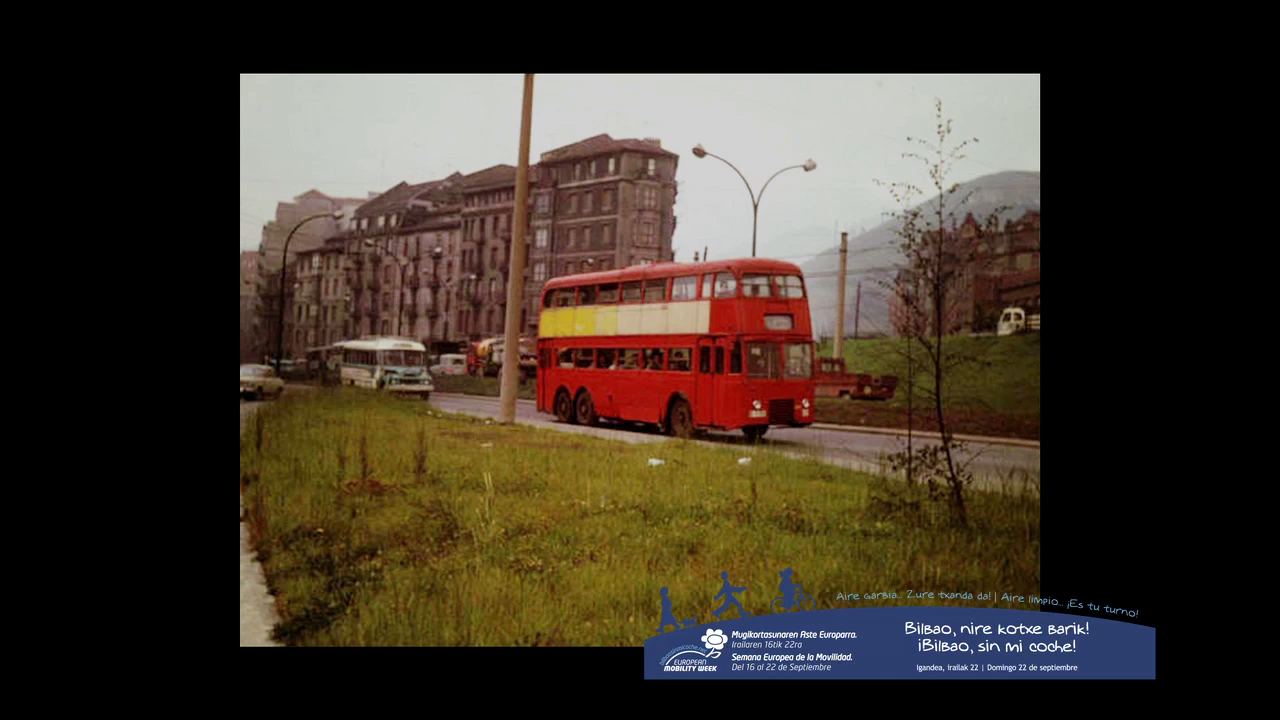 Aire Garbia... Zure txanda da! | Aire limpio... ¡Es tu turno!
Mugikortasunaren Aste Europarra.
Irailaren 16tik 22ra
Semana Europea de la Movilidad.
Del 16 al 22 de Septiembre
EUROPEAN
MOBILITY WEEK
Bilbao, nire kotxe barik!
¡Bilbao, sin mi coche!
Igandea, irailak 22 | Domingo 22 de septiembre